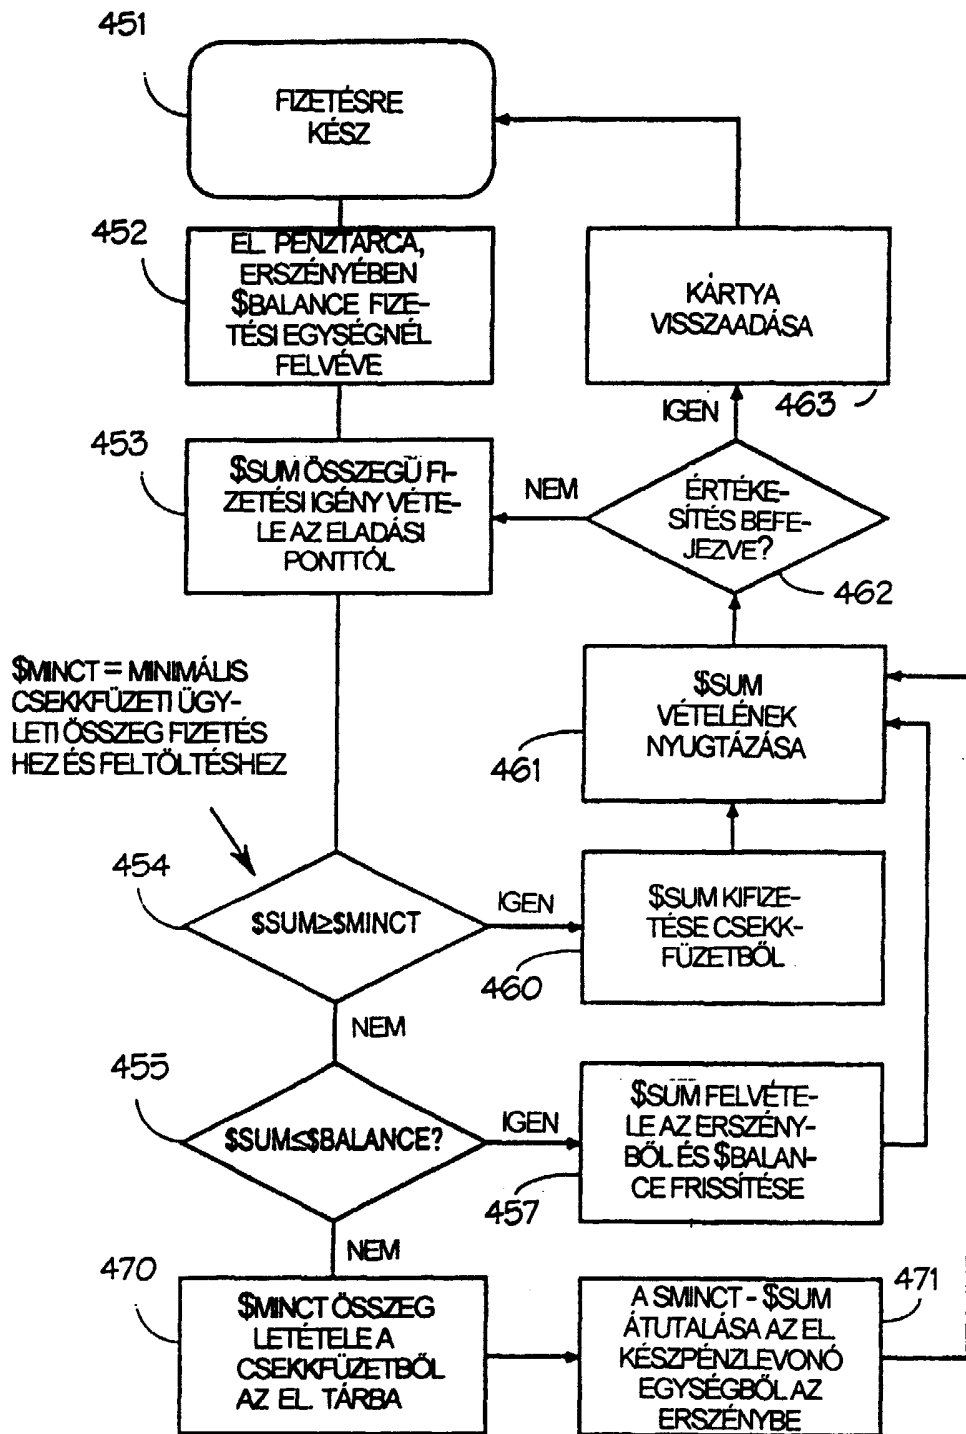 451
FIZETÉSRE
KÉSZ
452
EL. PENZTÁRCA,
ERSZÉNYÉBEN
$BALANCE FIZE-
TÉSI EGYSÉGNÉL
FELVÉVE
KÁRTYA
VISSZAADÁSA
463
IGEN
453
$SUM ÖSSZEGŰ FI-
ZETÉSI IGÉNY VÉTE-
LE AZ ELADÁSI
PONTTÓL
NEM
ÉRTÉKE-
SÍTÉS BEFE-
JEZVE?
462
$MINCT = MINIMÁLIS
CSEKKFÜZETI ÜGY-
LETI ÖSSZEG FIZETÉS
HEZ ÉS FELTÖLTÉSHEZ
$SUM
VÉTELÉNEK
NYUGTÁZÁSA
461
454
$SUM≥$MINCT
IGEN
$SUM KIFIZE-
TÉSE CSEKK-
FÜZETBŐL
460
NEM
455
$SUM≤$BALANCE?
IGEN
$SUM FELVÉTE-
LE AZ ERSZÉNY-
BŐL ÉS $BALAN-
CE FRISSÍTÉSE
457
NEM
470
$MINCT ÖSSZEG
LETÉTELE A
CSEKKFÜZETBŐL
AZ EL. TÁRBA
471
A SMINCT - $SUM
ÁTUTALÁSA AZ EL.
KÉSZPÉNZLEVONÓ
EGYSÉGBŐL AZ
ERSZÉNYBE